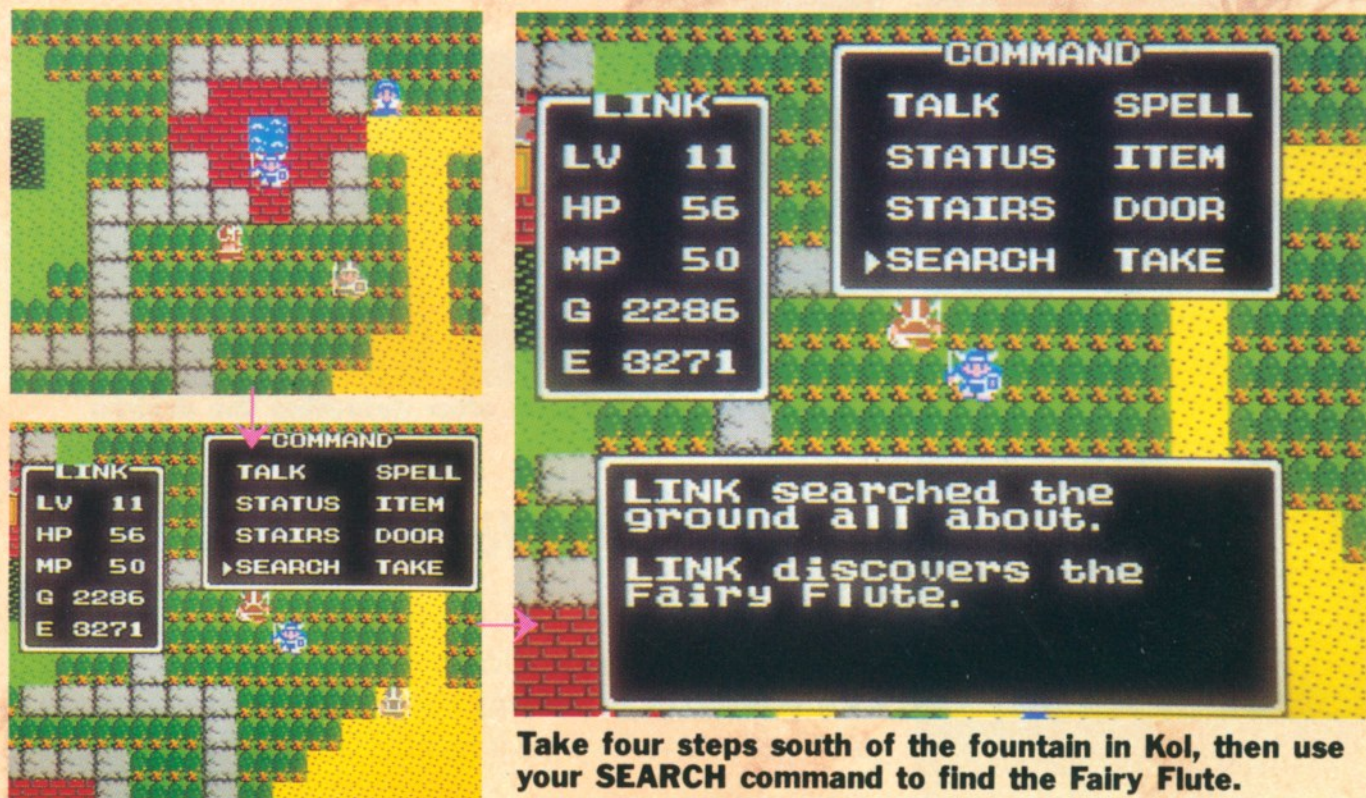 COMMAND
LINK
TALK SPELL
LV 11
STATUS ITEM
HP 56
STAIRS DOOR
MP 50
▶SEARCH TAKE
G 2286
E 3271
COMMAND
LINK
TALK SPELL
LV 11
STATUS ITEM
HP 56
STAIRS DOOR
MP 50
▶SEARCH TAKE
G 2286
E 3271
LINK searched the
ground all about.
LINK discovers the
Fairy Flute.
Take four steps south of the fountain in Kol, then use
your SEARCH command to find the Fairy Flute.